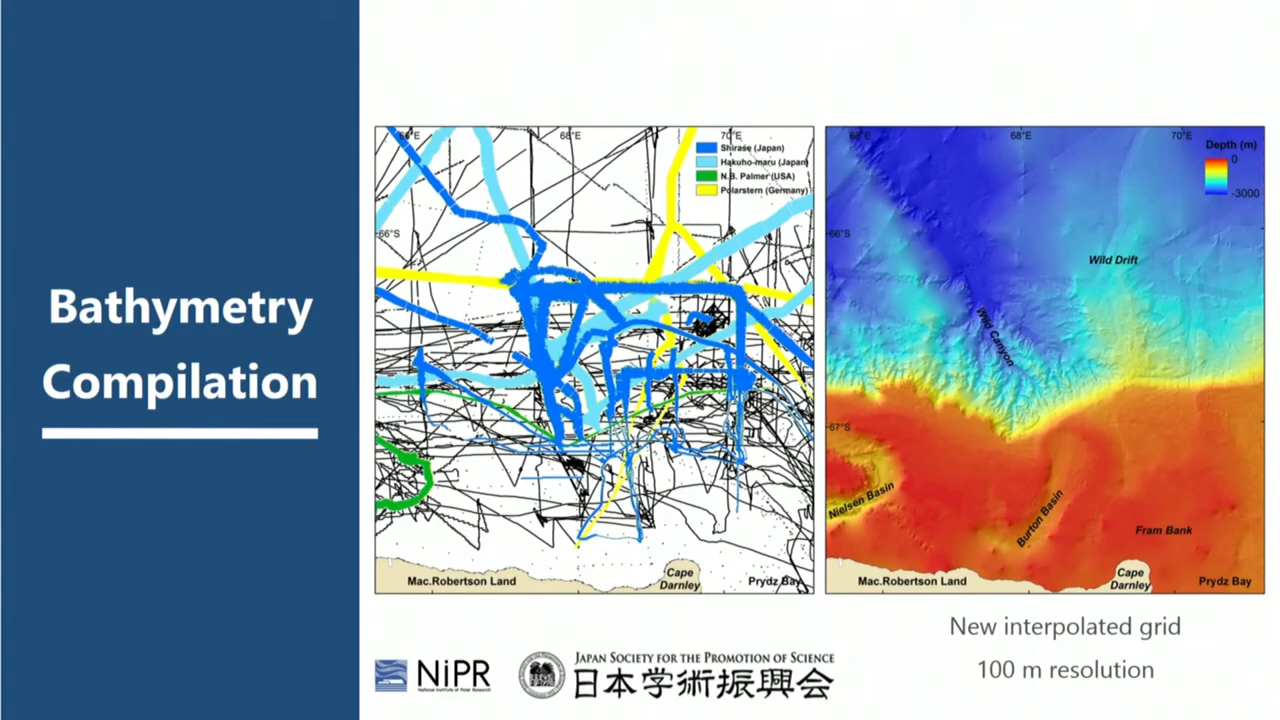 Bathymetry
Compilation
66°E
68°E
70°E
Shirase (Japan)
Hakuho-maru (Japan)
N.B. Palmer (USA)
Polarstern (Germany)
66°S
Mac.Robertson Land
Cape
Darnley
Prydz Bay
68°E
70°E
Depth (m)
0
-3000
66°S
Wild Drift
Wild Canyon
67°S
Nielsen Basin
Burton Basin
Fram Bank
Mac.Robertson Land
Cape
Darnley
Prydz Bay
New interpolated grid
100 m resolution
NiPR
National Institute of Polar Research
JAPAN SOCIETY FOR THE PROMOTION OF SCIENCE
日本学術振興会